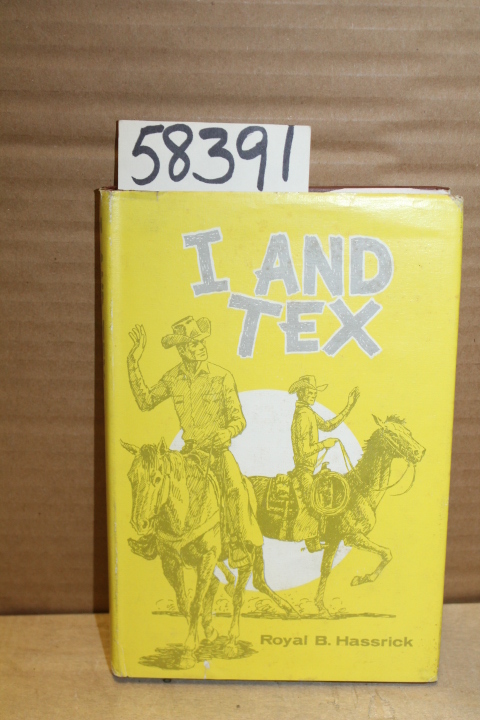 58391
I AND
TEX
Royal B. Hassrick